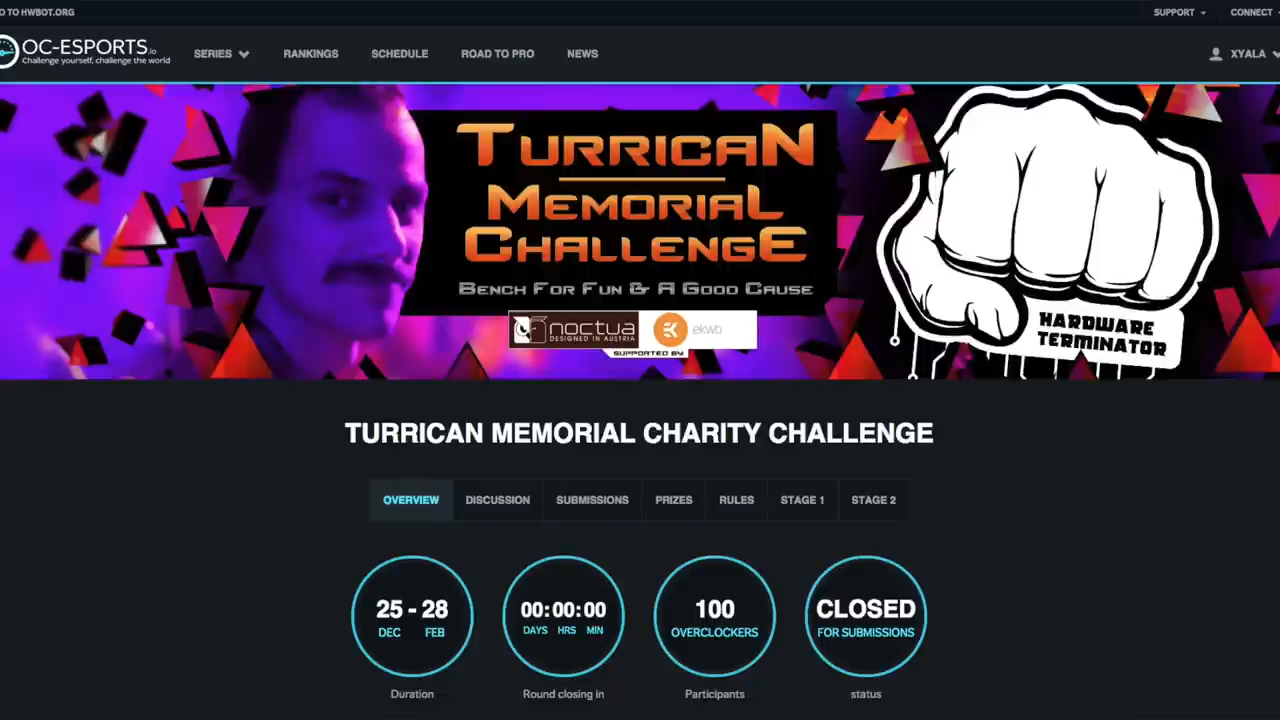 O TO HWBOT.ORG
SUPPORT
CONNECT
OC-ESPORTS.io
Challenge yourself, challenge the world
SERIES
RANKINGS
SCHEDULE
ROAD TO PRO
NEWS
XYALA
TURRICAN
MEMORIAL
CHALLENGE
BENCH FOR FUN & A GOOD CAUSE
noctua
DESIGNED IN AUSTRIA
ekwb
SUPPORTED BY
HARDWARE
TERMINATOR
TURRICAN MEMORIAL CHARITY CHALLENGE
OVERVIEW
DISCUSSION
SUBMISSIONS
PRIZES
RULES
STAGE 1
STAGE 2
25 - 28
DEC FEB
Duration
00:00:00
DAYS HRS MIN
Round closing in
100
OVERCLOCKERS
Participants
CLOSED
FOR SUBMISSIONS
status